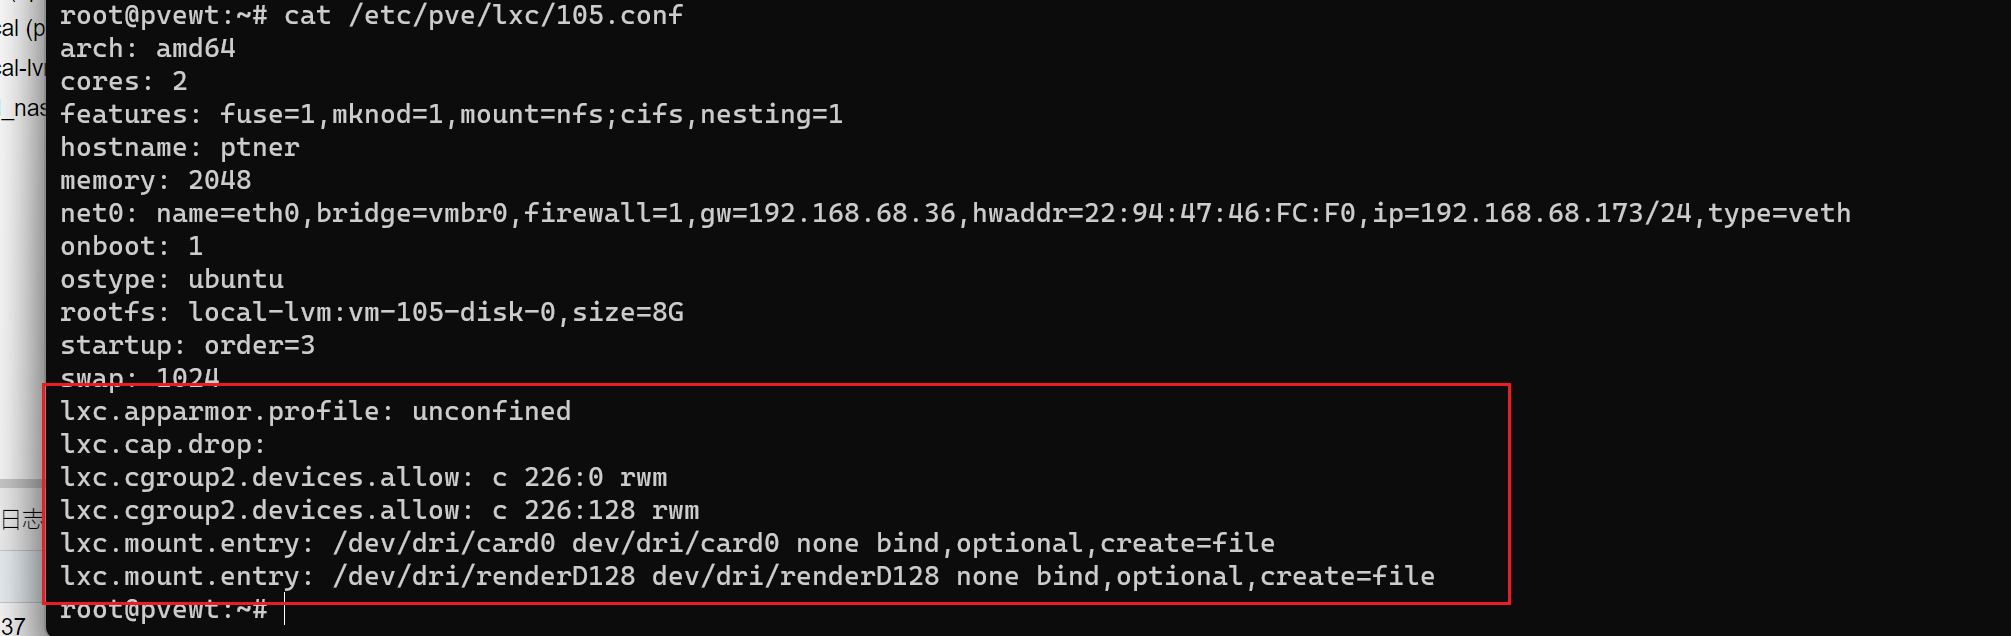 root@pvewt:~# cat /etc/pve/lxc/105.conf
arch: amd64
cores: 2
features: fuse=1,mknod=1,mount=nfs;cifs,nesting=1
hostname: ptner
memory: 2048
net0: name=eth0,bridge=vmbr0,firewall=1,gw=192.168.68.36,hwaddr=22:94:47:46:FC:F0,ip=192.168.68.173/24,type=veth
onboot: 1
ostype: ubuntu
rootfs: local-lvm:vm-105-disk-0,size=8G
startup: order=3
swap: 1024
lxc.apparmor.profile: unconfined
lxc.cap.drop:
lxc.cgroup2.devices.allow: c 226:0 rwm
lxc.cgroup2.devices.allow: c 226:128 rwm
lxc.mount.entry: /dev/dri/card0 dev/dri/card0 none bind,optional,create=file
lxc.mount.entry: /dev/dri/renderD128 dev/dri/renderD128 none bind,optional,create=file
root@pvewt:~#
cal (p
cal-lv
_nas
日志
37